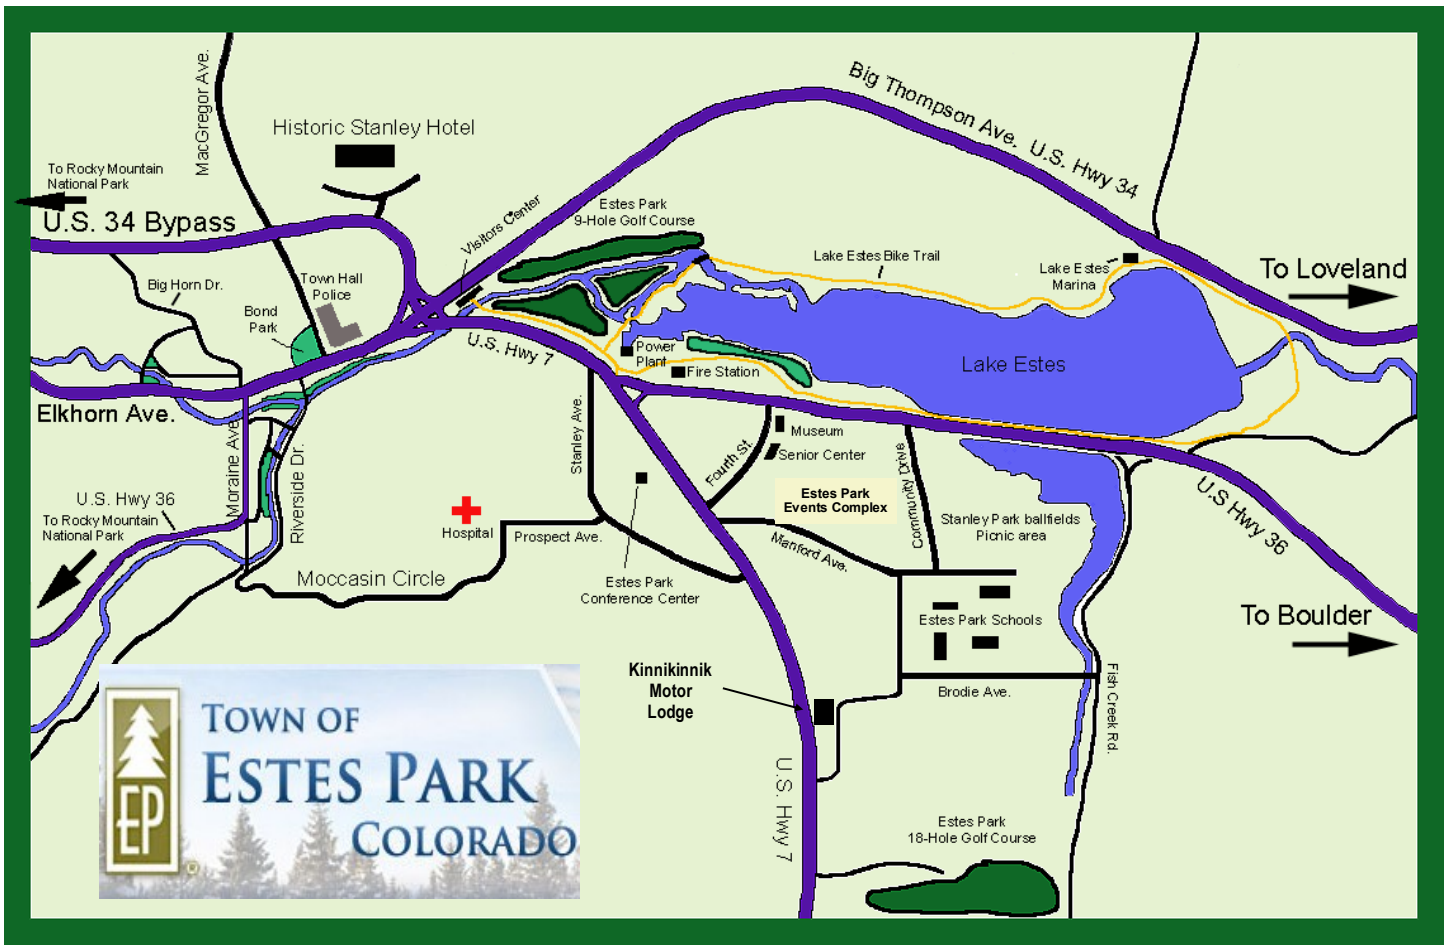 MacGregor Ave.
Historic Stanley Hotel
Big Thompson Ave. U.S. Hwy 34
To Rocky Mountain
National Park
U.S. 34 Bypass
Visitors Center
Estes Park
9-Hole Golf Course
Lake Estes Bike Trail
Lake Estes
Marina
To Loveland
Big Horn Dr.
Town Hall
Police
Bond
Park
U.S. Hwy 7
Power
Plant
Fire Station
Lake Estes
Elkhorn Ave.
Moraine Ave.
Riverside Dr.
Stanley Ave.
Fourth St.
Museum
Senior Center
Community Drive
Estes Park
Events Complex
U.S. Hwy 36
To Rocky Mountain
National Park
Hospital
Prospect Ave.
Manford Ave.
Stanley Park ballfields
Picnic area
U.S Hwy 36
Moccasin Circle
Estes Park
Conference Center
Estes Park Schools
To Boulder
Kinnikinnik
Motor
Lodge
Brodie Ave.
Fish Creek Rd.
U.S. Hwy 7
Estes Park
18-Hole Golf Course
TOWN OF
ESTES PARK
COLORADO
EP
®